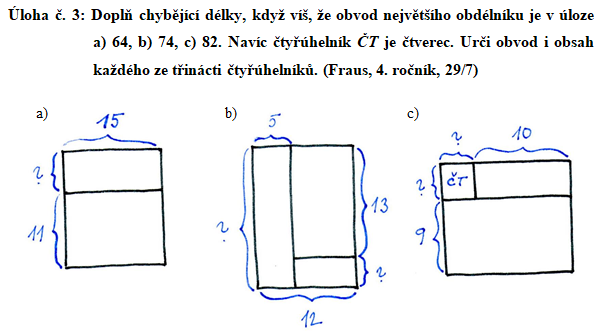 Úloha č. 3: Doplň chybějící délky, když víš, že obvod největšího obdélníku je v úloze
a) 64, b) 74, c) 82. Navíc čtyřúhelník ČT je čtverec. Urči obvod i obsah
každého ze třinácti čtyřúhelníků. (Fraus, 4. ročník, 29/7)
a) b) c)
15 5 ? 10
? ? ČT
11 ? 13 9
?
12